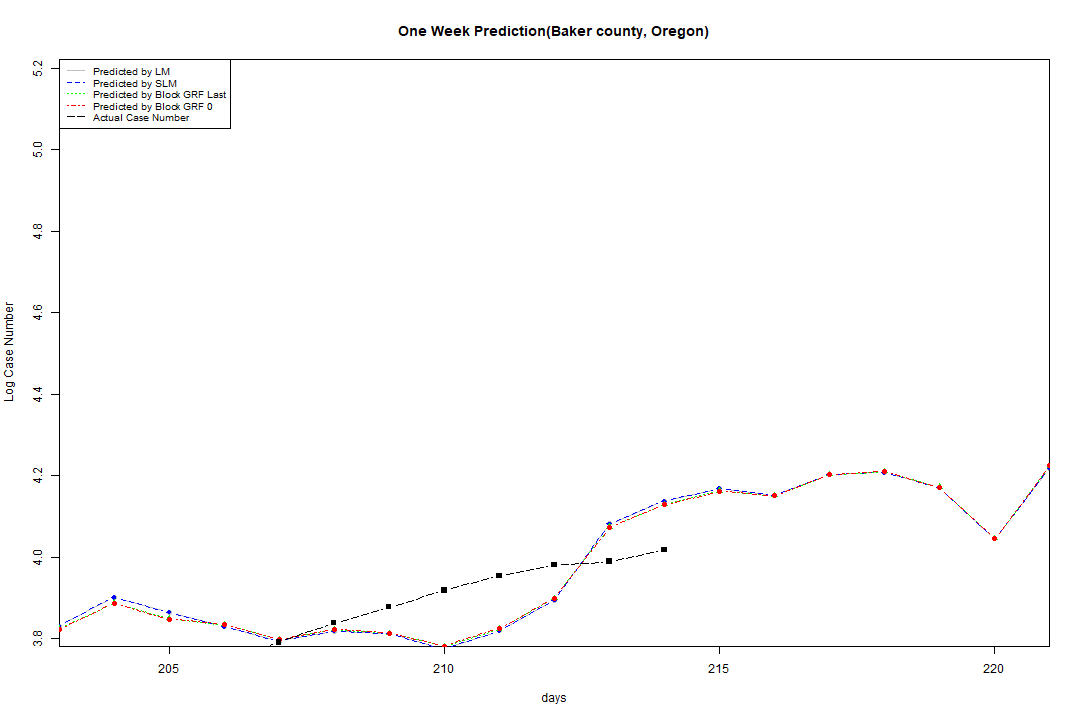 One Week Prediction(Baker county, Oregon)
Predicted by LM
Predicted by SLM
Predicted by Block GRF Last
Predicted by Block GRF 0
Actual Case Number
5.2
5.0
4.8
4.6
4.4
4.2
4.0
3.8
Log Case Number
205
210
215
220
days